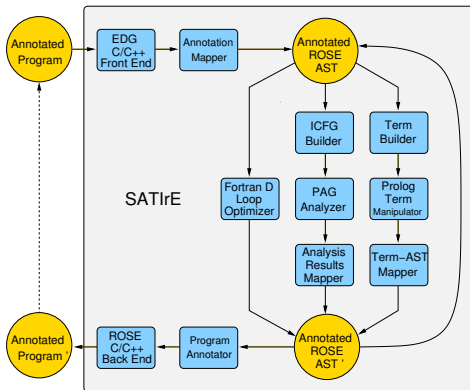 Annotated
Program
EDG
C/C++
Front End
Annotation
Mapper
Annotated
ROSE
AST
ICFG
Builder
Term
Builder
SATIrE
Fortran D
Loop
Optimizer
PAG
Analyzer
Prolog
Term
Manipulator
Analysis
Results
Mapper
Term−AST
Mapper
Annotated
Program '
ROSE
C/C++
Back End
Program
Annotator
Annotated
ROSE
AST '